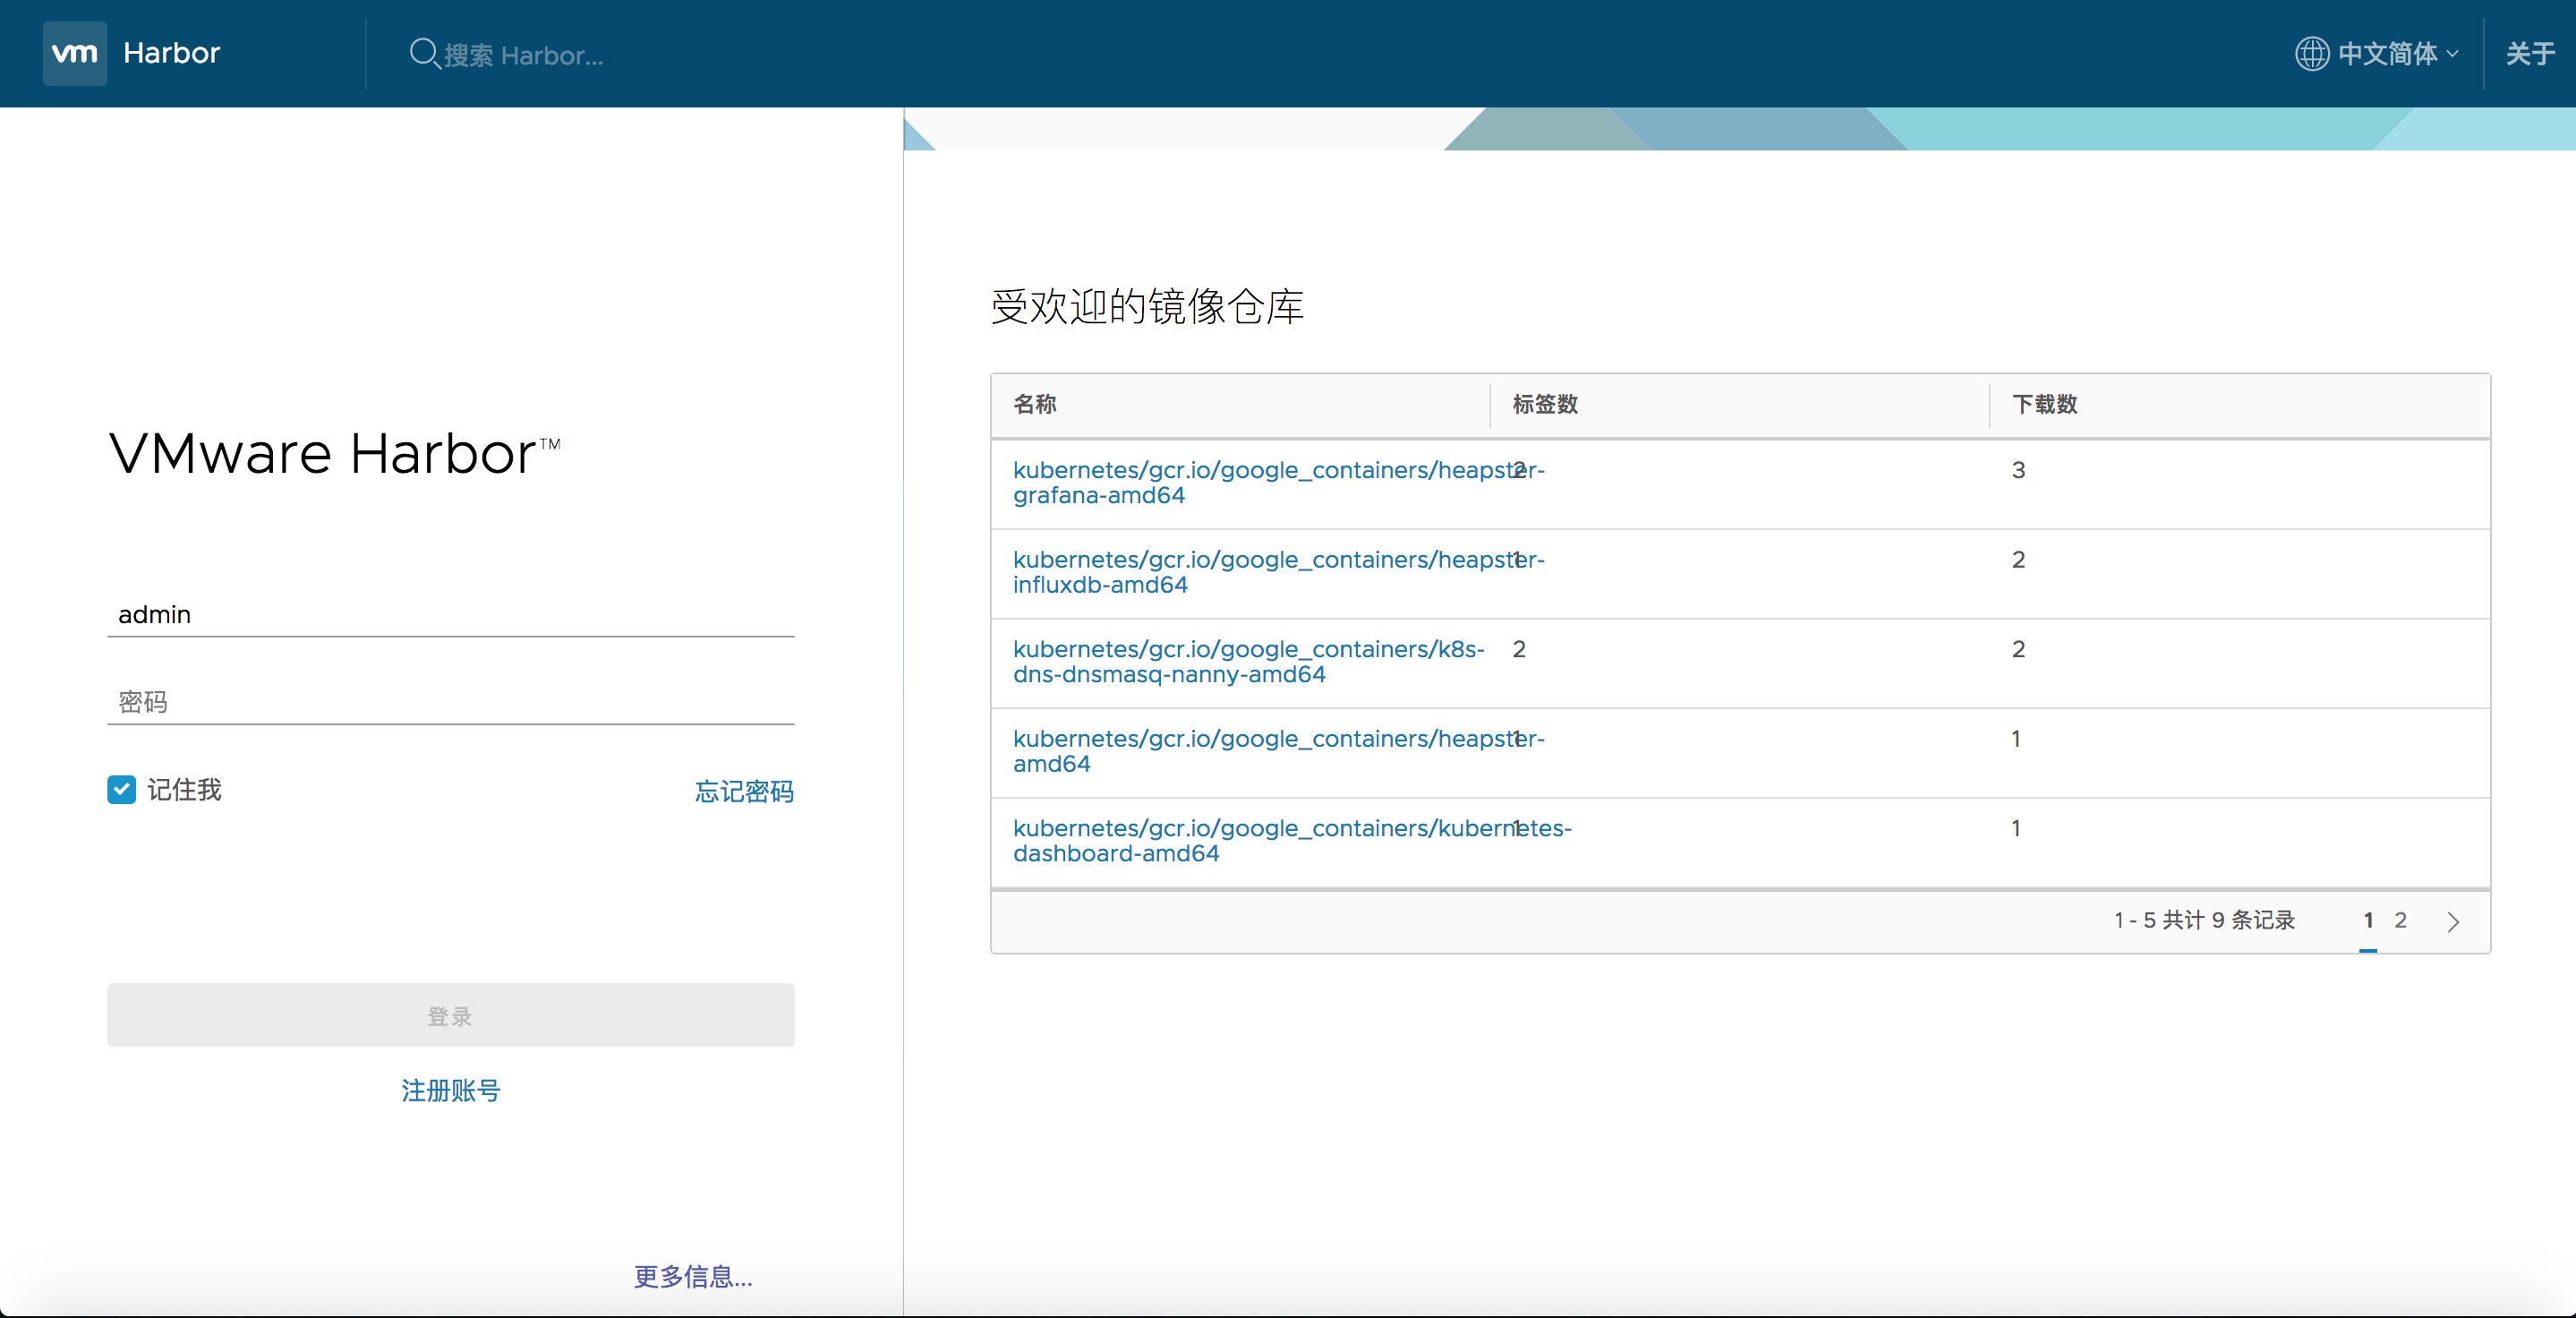 vm Harbor
搜索 Harbor...
中文简体
关于
VMware Harbor™
admin
密码
记住我
忘记密码
登录
注册账号
更多信息...
受欢迎的镜像仓库
名称 标签数 下载数
kubernetes/gcr.io/google_containers/heapster- 2 3
grafana-amd64
kubernetes/gcr.io/google_containers/heapster- 1 2
influxdb-amd64
kubernetes/gcr.io/google_containers/k8s- 2 2
dns-dnsmasq-nanny-amd64
kubernetes/gcr.io/google_containers/heapster- 1 1
amd64
kubernetes/gcr.io/google_containers/kubernetes- 1 1
dashboard-amd64
1 - 5 共计 9 条记录 1 2